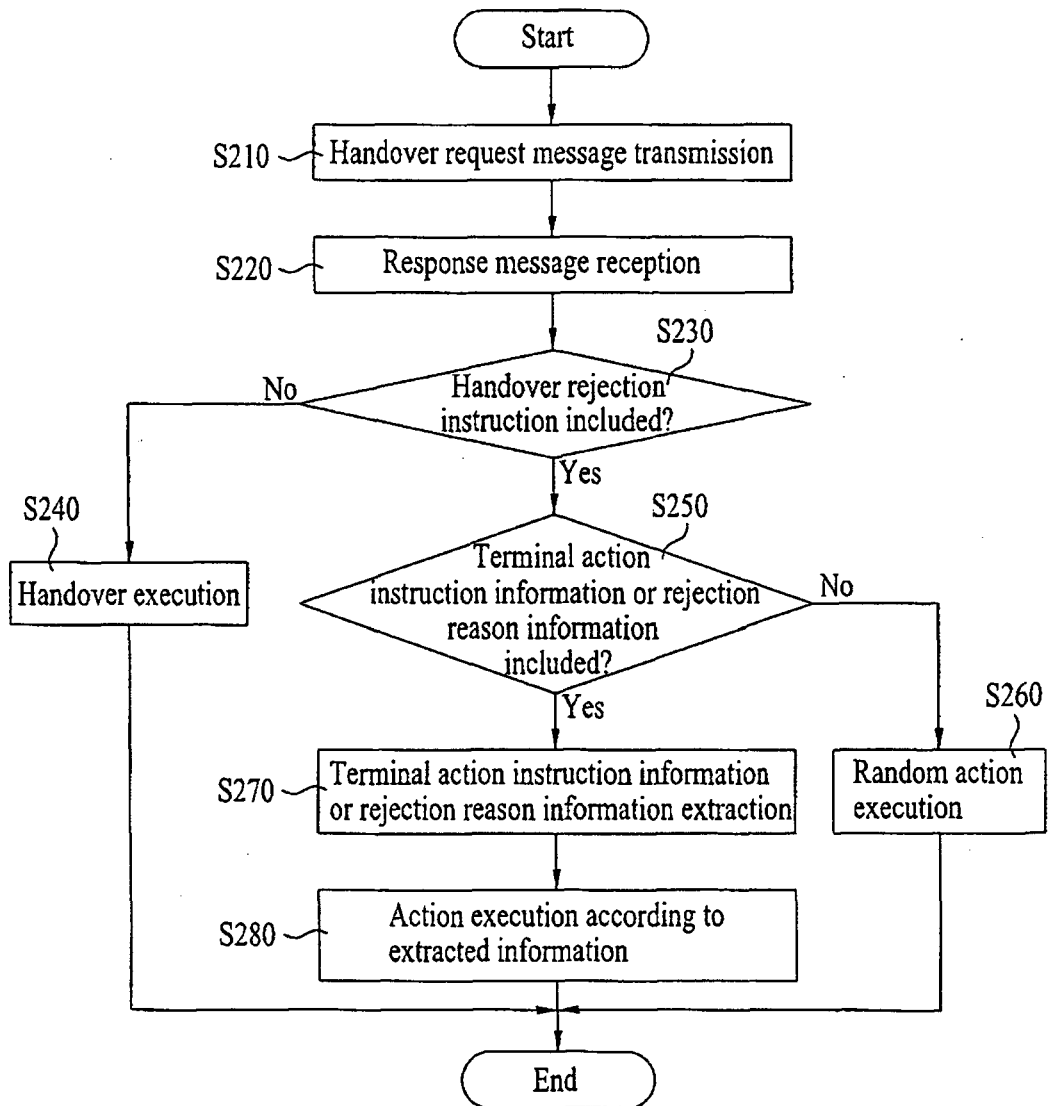 Start
S210
Handover request message transmission
S220
Response message reception
S230
Handover rejection
instruction included?
No
Yes
S240
Handover execution
S250
Terminal action
instruction information or rejection
reason information
included?
No
Yes
S260
Random action
execution
S270
Terminal action instruction information
or rejection reason information extraction
S280
Action execution according to
extracted information
End